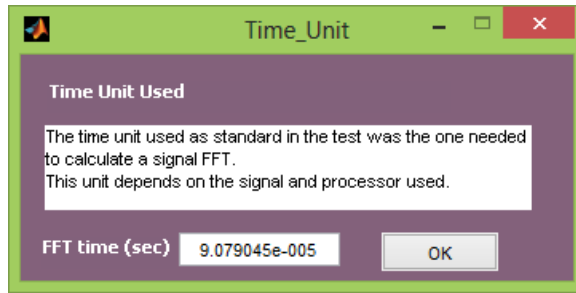 Time_Unit
Time Unit Used
The time unit used as standard in the test was the one needed
to calculate a signal FFT.
This unit depends on the signal and processor used.
FFT time (sec) 9.079045e-005 OK